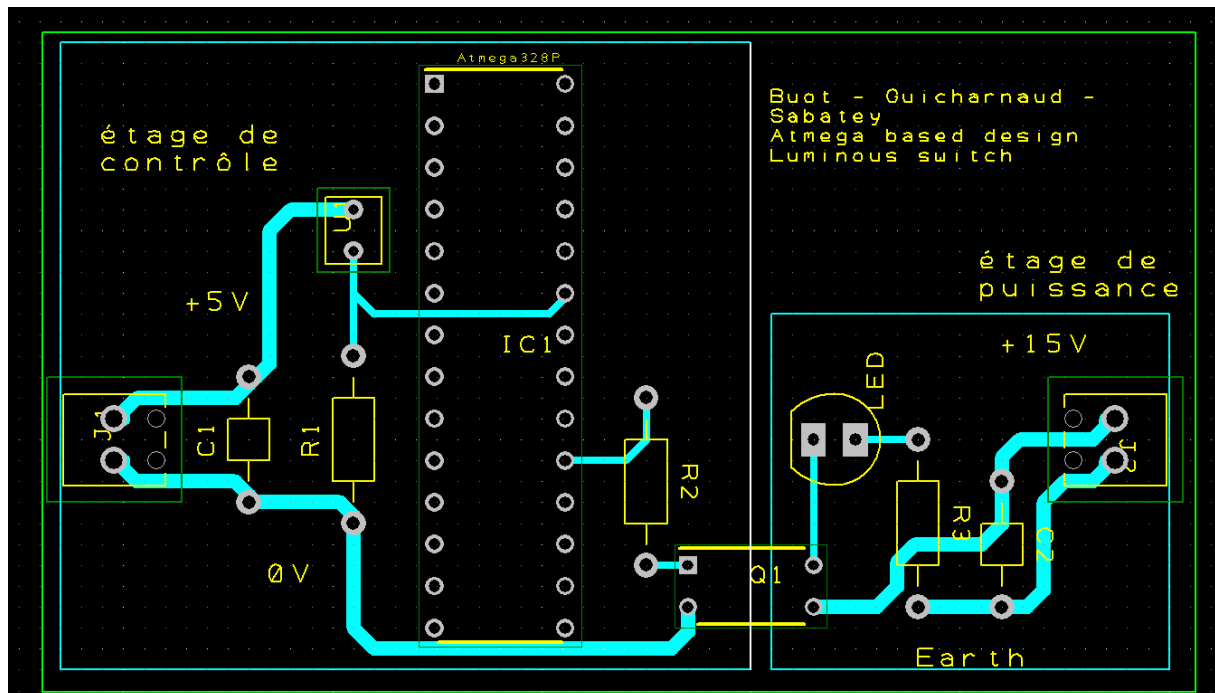 Atmega328P
Buot - Guicharnaud -
Sabatey
Atmega based design
Luminous switch
étage de
contrôle
U1
étage de
puissance
+5V
IC1
+15V
LED
J1
C1
R1
R2
J2
R3
C2
0V
Q1
Earth